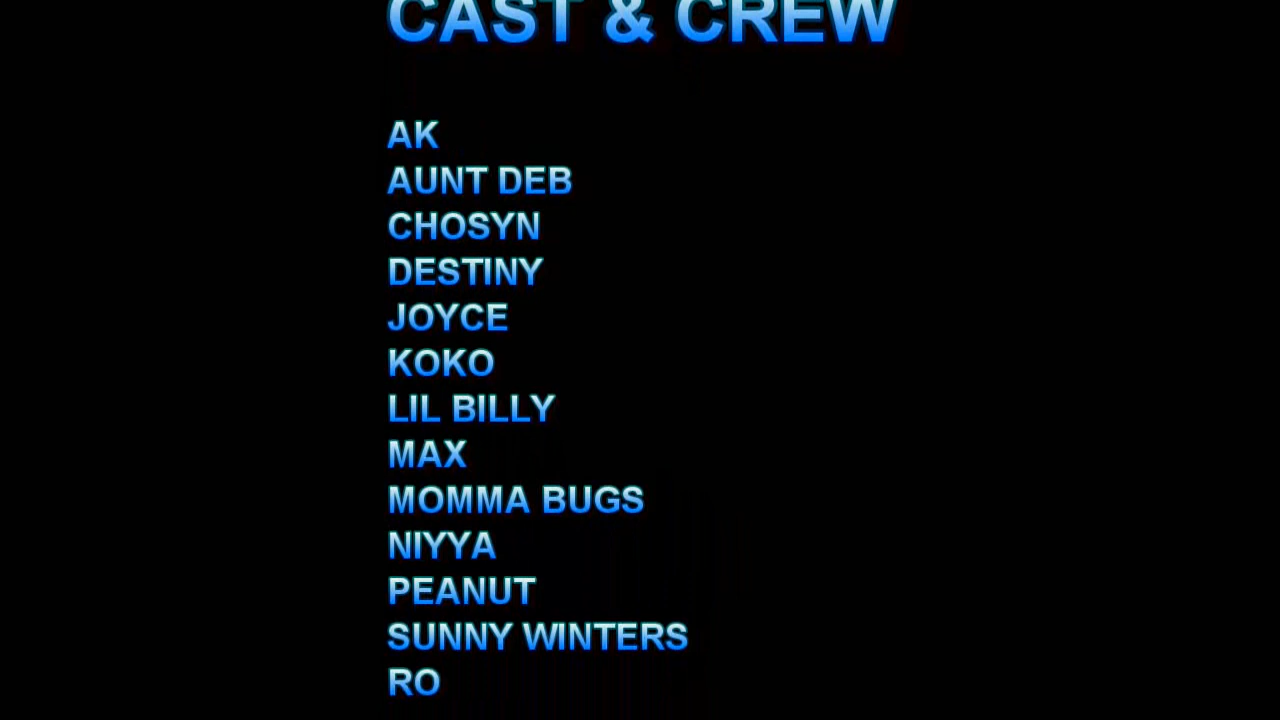 CAST & CREW
AK
AUNT DEB
CHOSYN
DESTINY
JOYCE
KOKO
LIL BILLY
MAX
MOMMA BUGS
NIYYA
PEANUT
SUNNY WINTERS
RO